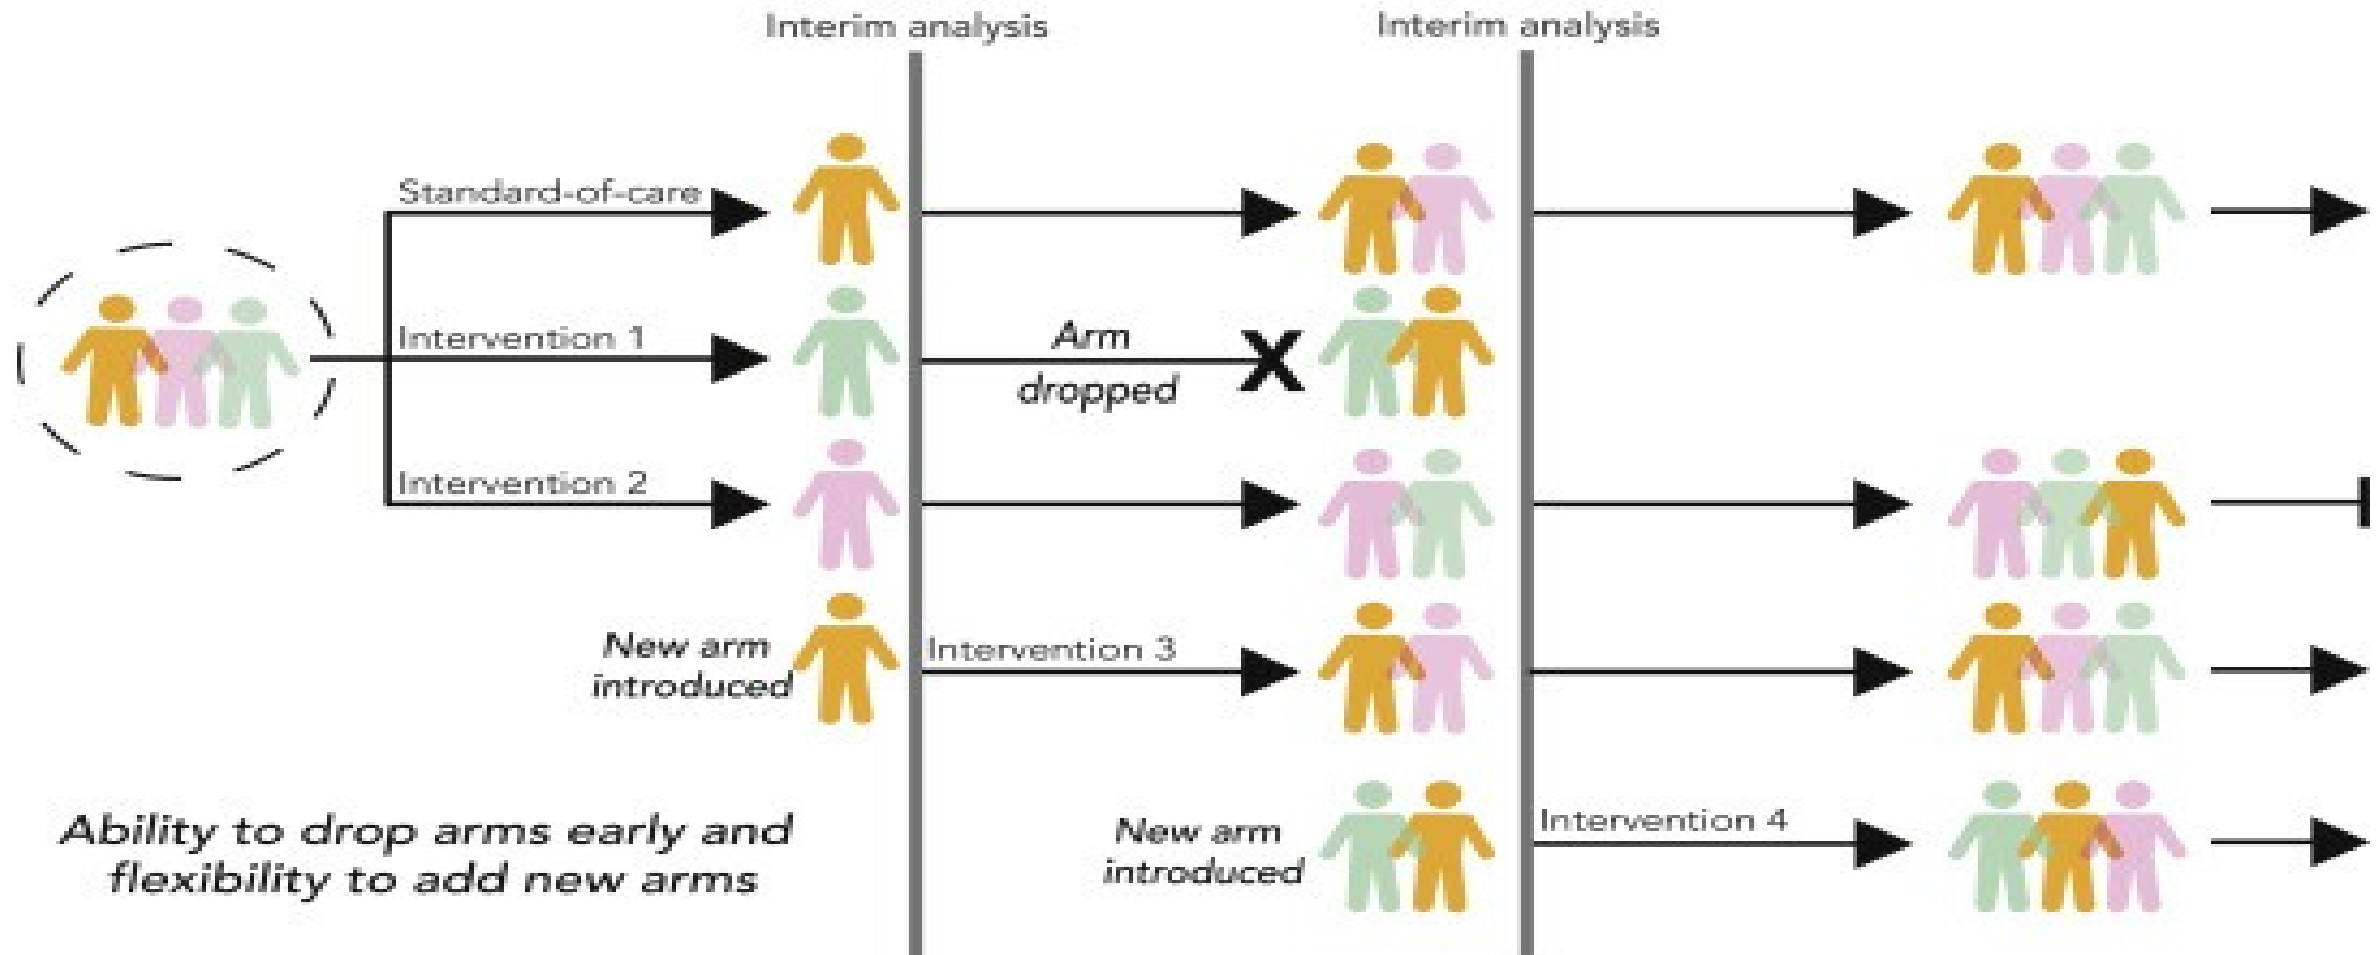 Interim analysis
Interim analysis
Standard-of-care
Intervention 1
Arm
dropped
Intervention 2
New arm
introduced
Intervention 3
Ability to drop arms early and
flexibility to add new arms
New arm
introduced
Intervention 4